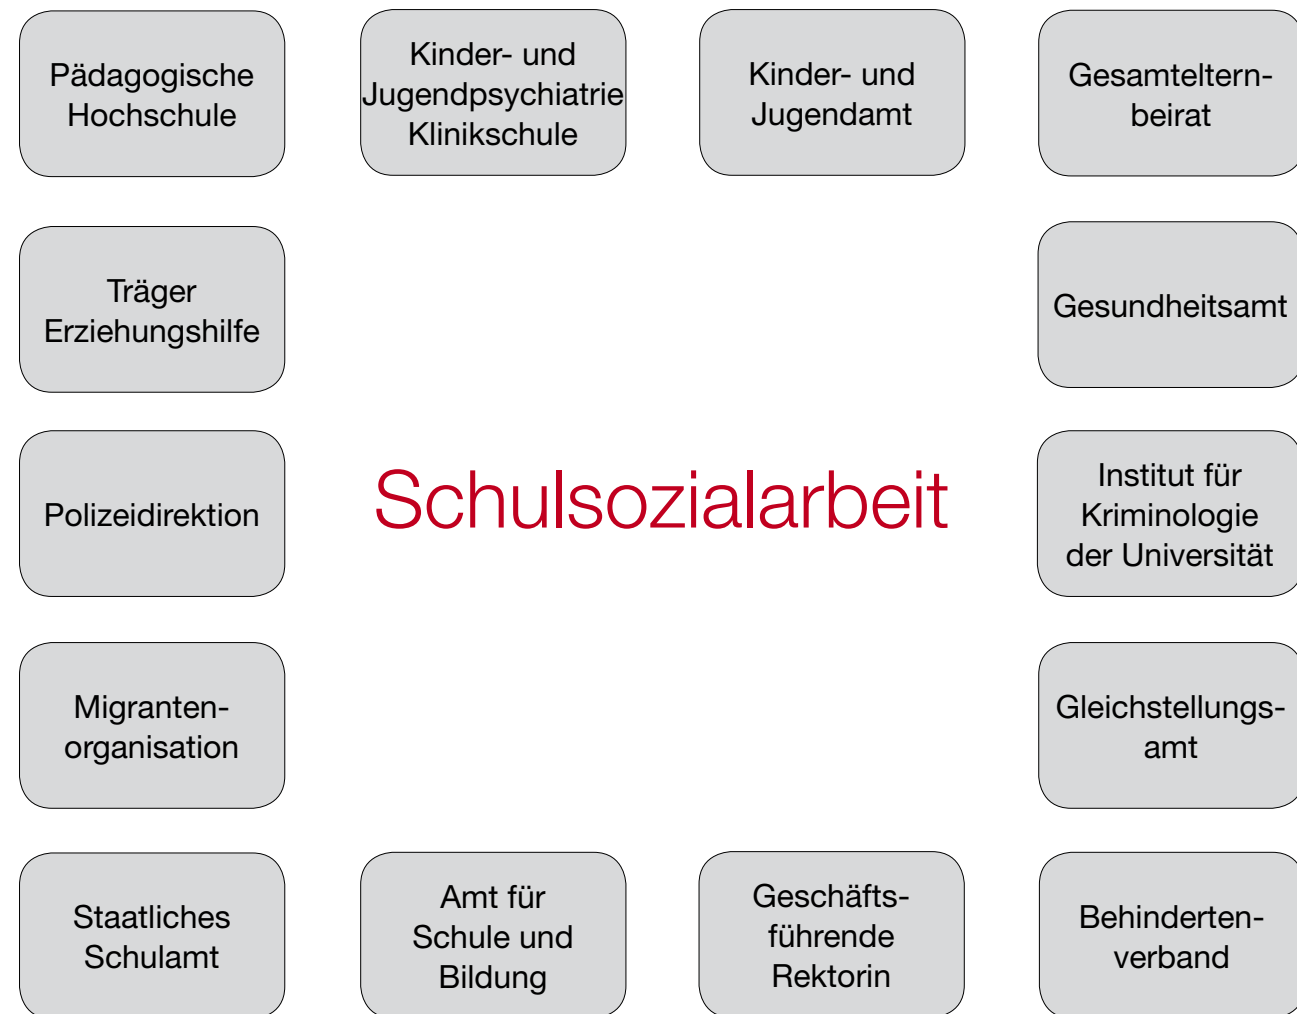 Pädagogische
Hochschule
Kinder- und
Jugendpsychiatrie
Klinikschule
Kinder- und
Jugendamt
Gesamteltern-
beirat
Träger
Erziehungshilfe
Gesundheitsamt
Polizeidirektion
Schulsozialarbeit
Institut für
Kriminologie
der Universität
Migranten-
organisation
Gleichstellungs-
amt
Staatliches
Schulamt
Amt für
Schule und
Bildung
Geschäfts-
führende
Rektorin
Behinderten-
verband